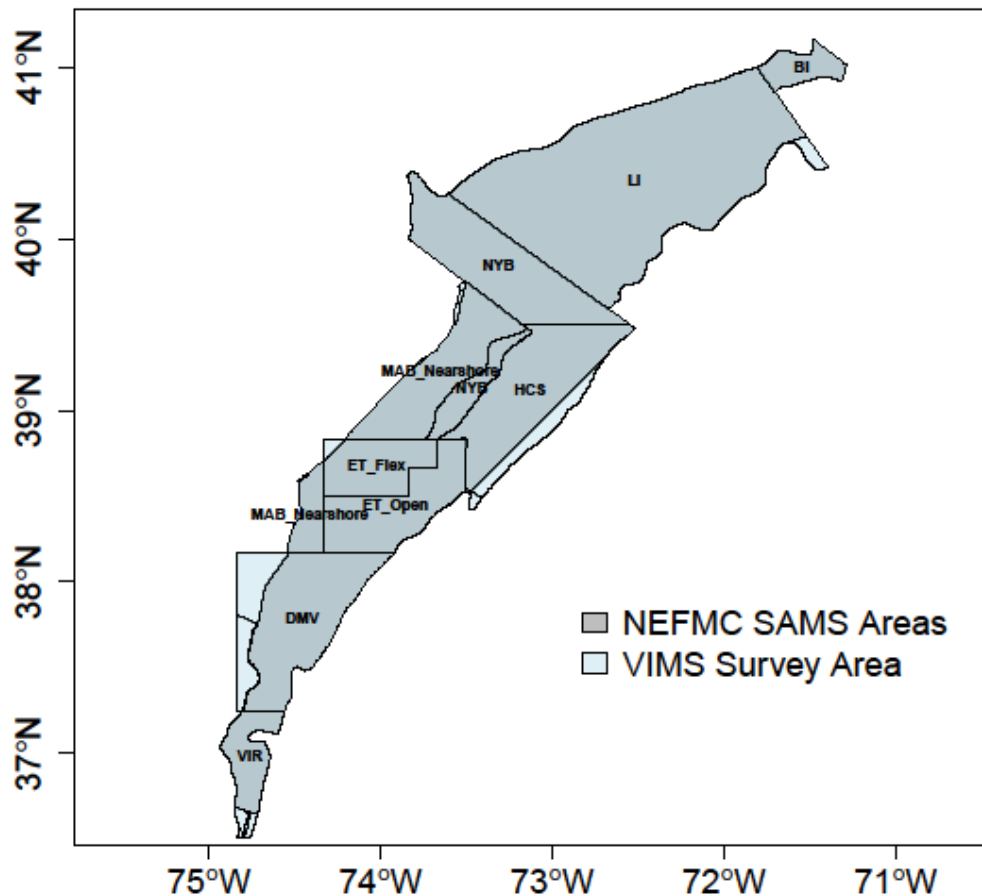 41°N
40°N
39°N
38°N
37°N
BI
LI
NYB
MAB_Nearshore
NYB
HCS
ET_Flex
ET_Open
MAB_Nearshore
DMV
VIR
NEFMC SAMS Areas
VIMS Survey Area
75°W 74°W 73°W 72°W 71°W